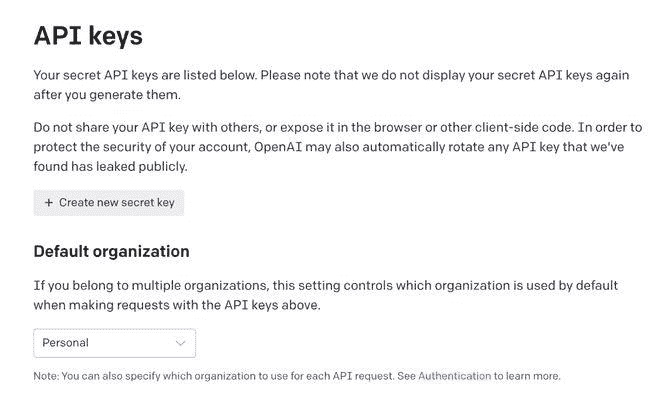 API keys
Your secret API keys are listed below. Please note that we do not display your secret API keys again
after you generate them.
Do not share your API key with others, or expose it in the browser or other client-side code. In order to
protect the security of your account, OpenAI may also automatically rotate any API key that we've
found has leaked publicly.
+ Create new secret key
Default organization
If you belong to multiple organizations, this setting controls which organization is used by default
when making requests with the API keys above.
Personal
Note: You can also specify which organization to use for each API request. See Authentication to learn more.